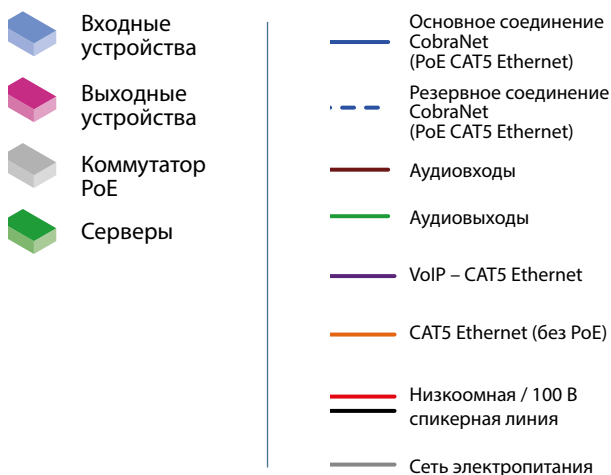 Входные
устройства
Выходные
устройства
Коммутатор
PoE
Серверы
Основное соединение
CobraNet
(PoE CAT5 Ethernet)
Резервное соединение
CobraNet
(PoE CAT5 Ethernet)
Аудиовходы
Аудиовыходы
VoIP – CAT5 Ethernet
CAT5 Ethernet (без PoE)
Низкоомная / 100 В
спикерная линия
Сеть электропитания